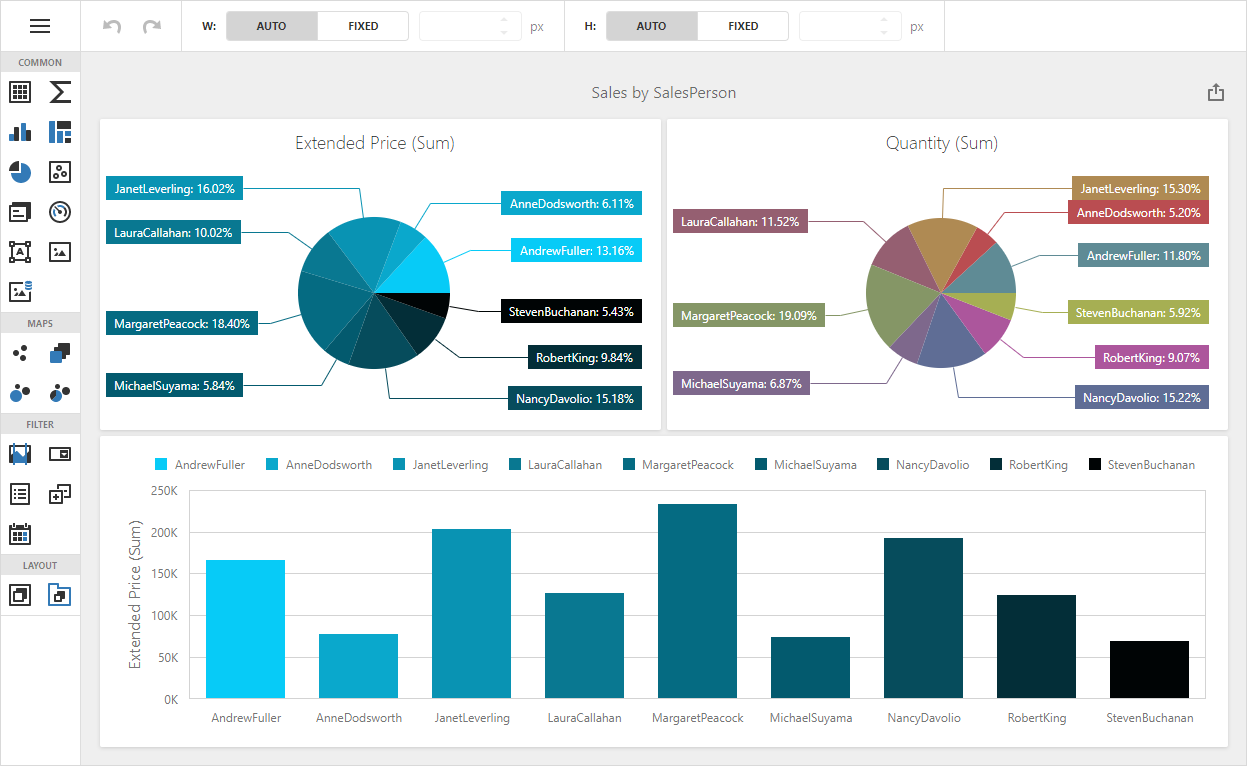 W: AUTO FIXED px H: AUTO FIXED px
COMMON
A
MAPS
FILTER
LAYOUT
Sales by SalesPerson
Extended Price (Sum)
JanetLeverling: 16.02%
AnneDodsworth: 6.11%
LauraCallahan: 10.02%
AndrewFuller: 13.16%
StevenBuchanan: 5.43%
MargaretPeacock: 18.40%
RobertKing: 9.84%
MichaelSuyama: 5.84%
NancyDavolio: 15.18%
Quantity (Sum)
JanetLeverling: 15.30%
AnneDodsworth: 5.20%
LauraCallahan: 11.52%
AndrewFuller: 11.80%
StevenBuchanan: 5.92%
MargaretPeacock: 19.09%
RobertKing: 9.07%
MichaelSuyama: 6.87%
NancyDavolio: 15.22%
AndrewFuller AnneDodsworth JanetLeverling LauraCallahan MargaretPeacock MichaelSuyama NancyDavolio RobertKing StevenBuchanan
Extended Price (Sum)
250K
200K
150K
100K
50K
0K
AndrewFuller AnneDodsworth JanetLeverling LauraCallahan MargaretPeacock MichaelSuyama NancyDavolio RobertKing StevenBuchanan